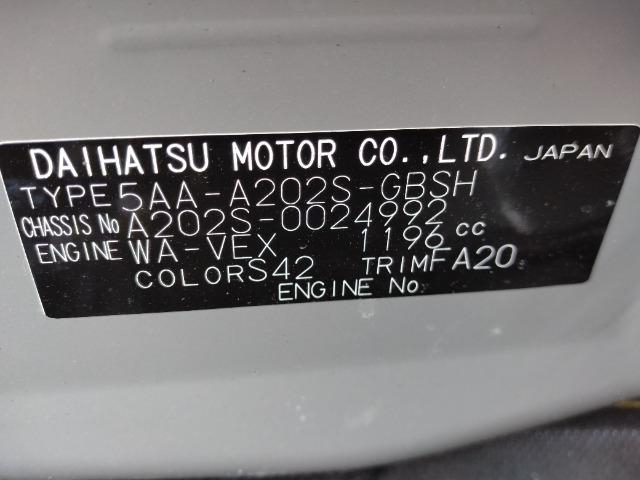 DAIHATSU MOTOR CO.,LTD. JAPAN
TYPE 5AA-A202S-GBSH
CHASSIS No A202S-0024992
ENGINE WA-VEX 1196 cc
COLOR S42 TRIM FA20
ENGINE No.